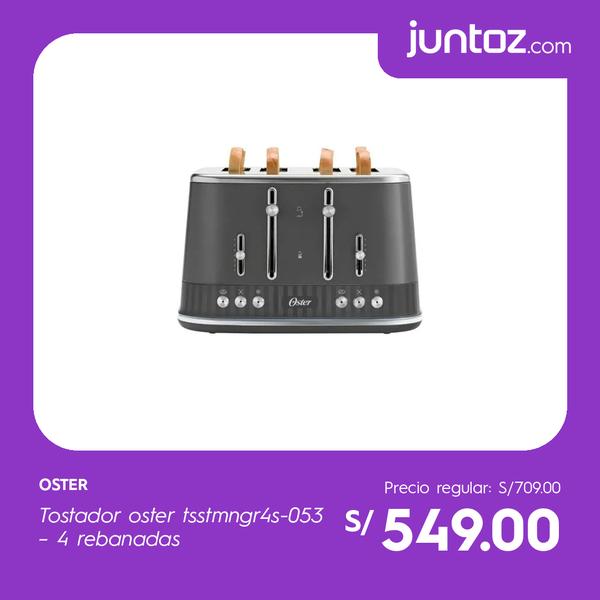 juntoz.com
Oster
OSTER
Tostador oster tsstmngr4s-053
- 4 rebanadas
Precio regular: S/709.00
S/ 549.00